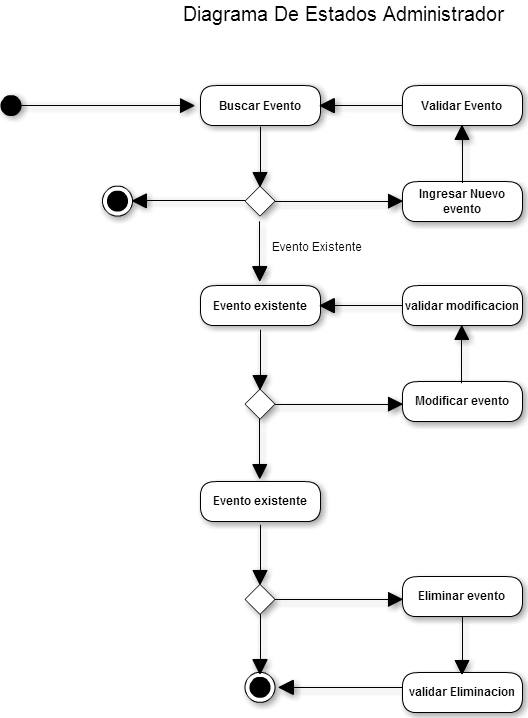 Diagrama De Estados Administrador
Buscar Evento
Validar Evento
Ingresar Nuevo
evento
Evento Existente
Evento existente
validar modificacion
Modificar evento
Evento existente
Eliminar evento
validar Eliminacion